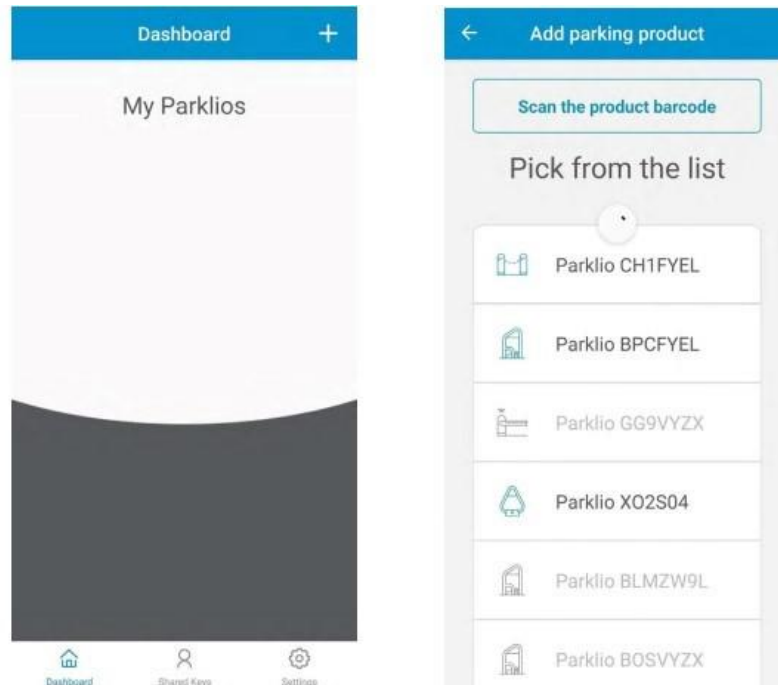 Dashboard +
My Parklios
Dashboard
Shared Keys
Settings
Add parking product
Scan the product barcode
Pick from the list
Parklio CH1FYEL
Parklio BPCFYEL
Parklio GG9VYZX
Parklio XO2S04
Parklio BLMZW9L
Parklio BOSVYZX